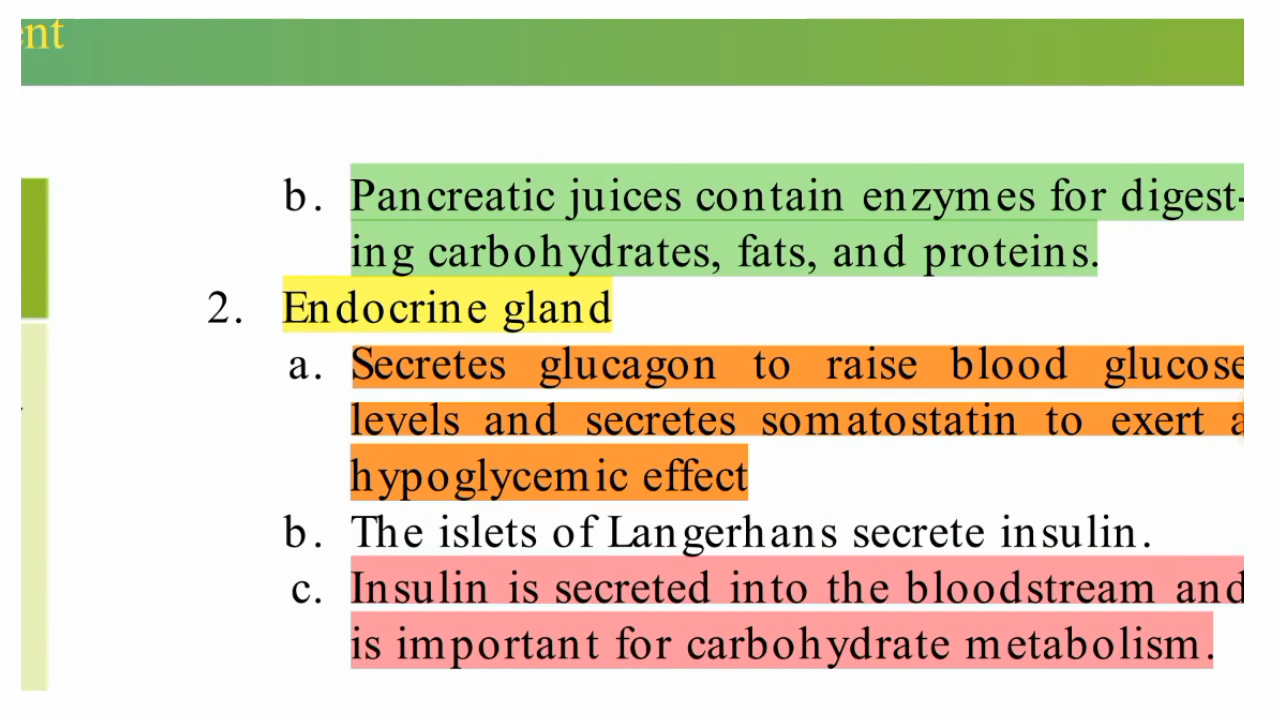 ent
b. Pancreatic juices contain enzymes for digest-
ing carbohydrates, fats, and proteins.
2. Endocrine gland
a. Secretes glucagon to raise blood glucose
levels and secretes somatostatin to exert a
hypoglycemic effect
b. The islets of Langerhans secrete insulin.
c. Insulin is secreted into the bloodstream and
is important for carbohydrate metabolism.